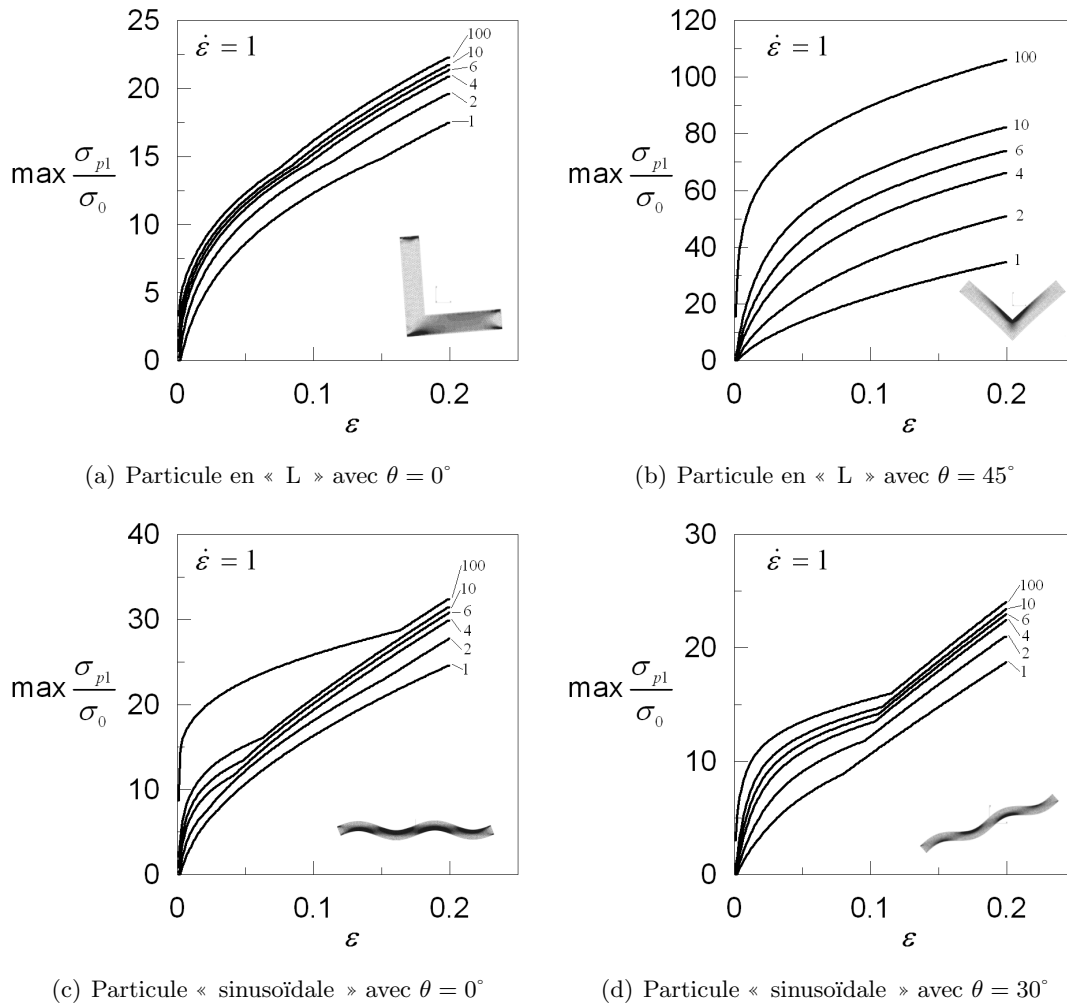 25
20
15
10
5
0
max σp1/σ0
ε̇ = 1
100
10
6
4
2
1
0 0.1 0.2
ε
(a) Particule en « L » avec θ = 0°
120
100
80
60
40
20
0
max σp1/σ0
ε̇ = 1
100
10
6
4
2
1
0 0.1 0.2
ε
(b) Particule en « L » avec θ = 45°
40
30
20
10
0
max σp1/σ0
ε̇ = 1
100
10
6
4
2
1
0 0.1 0.2
ε
(c) Particule « sinusoïdale » avec θ = 0°
30
20
10
0
max σp1/σ0
ε̇ = 1
100
10
6
4
2
1
0 0.1 0.2
ε
(d) Particule « sinusoïdale » avec θ = 30°